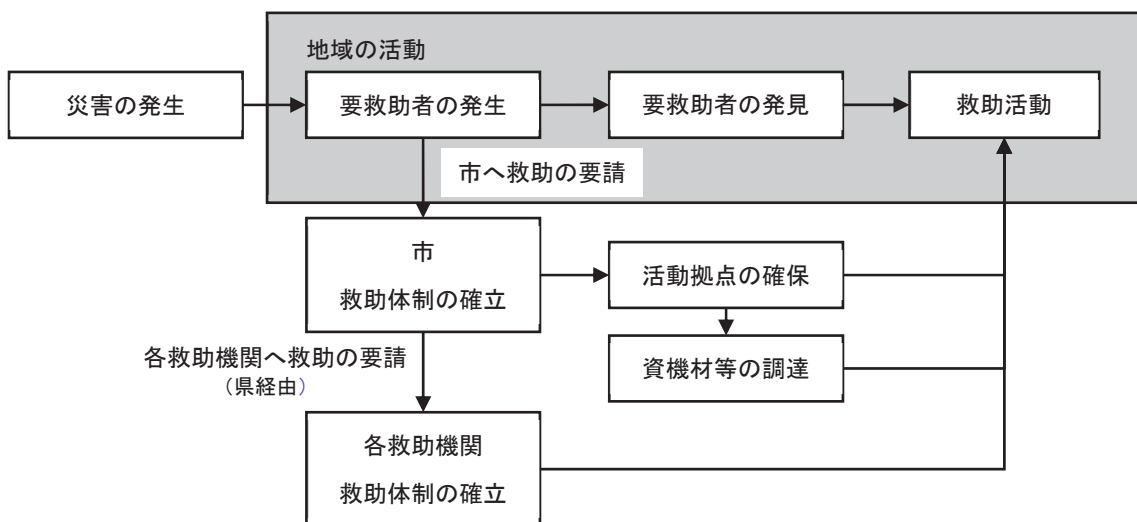 地域の活動
災害の発生
要救助者の発生
要救助者の発見
救助活動
市へ救助の要請
市
救助体制の確立
活動拠点の確保
各救助機関へ救助の要請
（県経由）
資機材等の調達
各救助機関
救助体制の確立